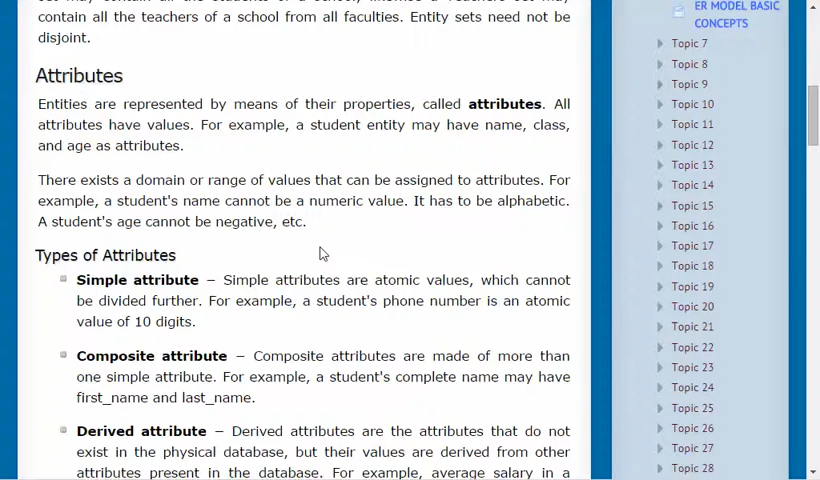 contain all the teachers of a school from all faculties. Entity sets need not be
disjoint.
Attributes
Entities are represented by means of their properties, called attributes. All
attributes have values. For example, a student entity may have name, class,
and age as attributes.
There exists a domain or range of values that can be assigned to attributes. For
example, a student's name cannot be a numeric value. It has to be alphabetic.
A student's age cannot be negative, etc.
Types of Attributes
Simple attribute – Simple attributes are atomic values, which cannot
be divided further. For example, a student's phone number is an atomic
value of 10 digits.
Composite attribute – Composite attributes are made of more than
one simple attribute. For example, a student's complete name may have
first_name and last_name.
Derived attribute – Derived attributes are the attributes that do not
exist in the physical database, but their values are derived from other
attributes present in the database. For example, average salary in a
ER MODEL BASIC
CONCEPTS
Topic 7
Topic 8
Topic 9
Topic 10
Topic 11
Topic 12
Topic 13
Topic 14
Topic 15
Topic 16
Topic 17
Topic 18
Topic 19
Topic 20
Topic 21
Topic 22
Topic 23
Topic 24
Topic 25
Topic 26
Topic 27
Topic 28